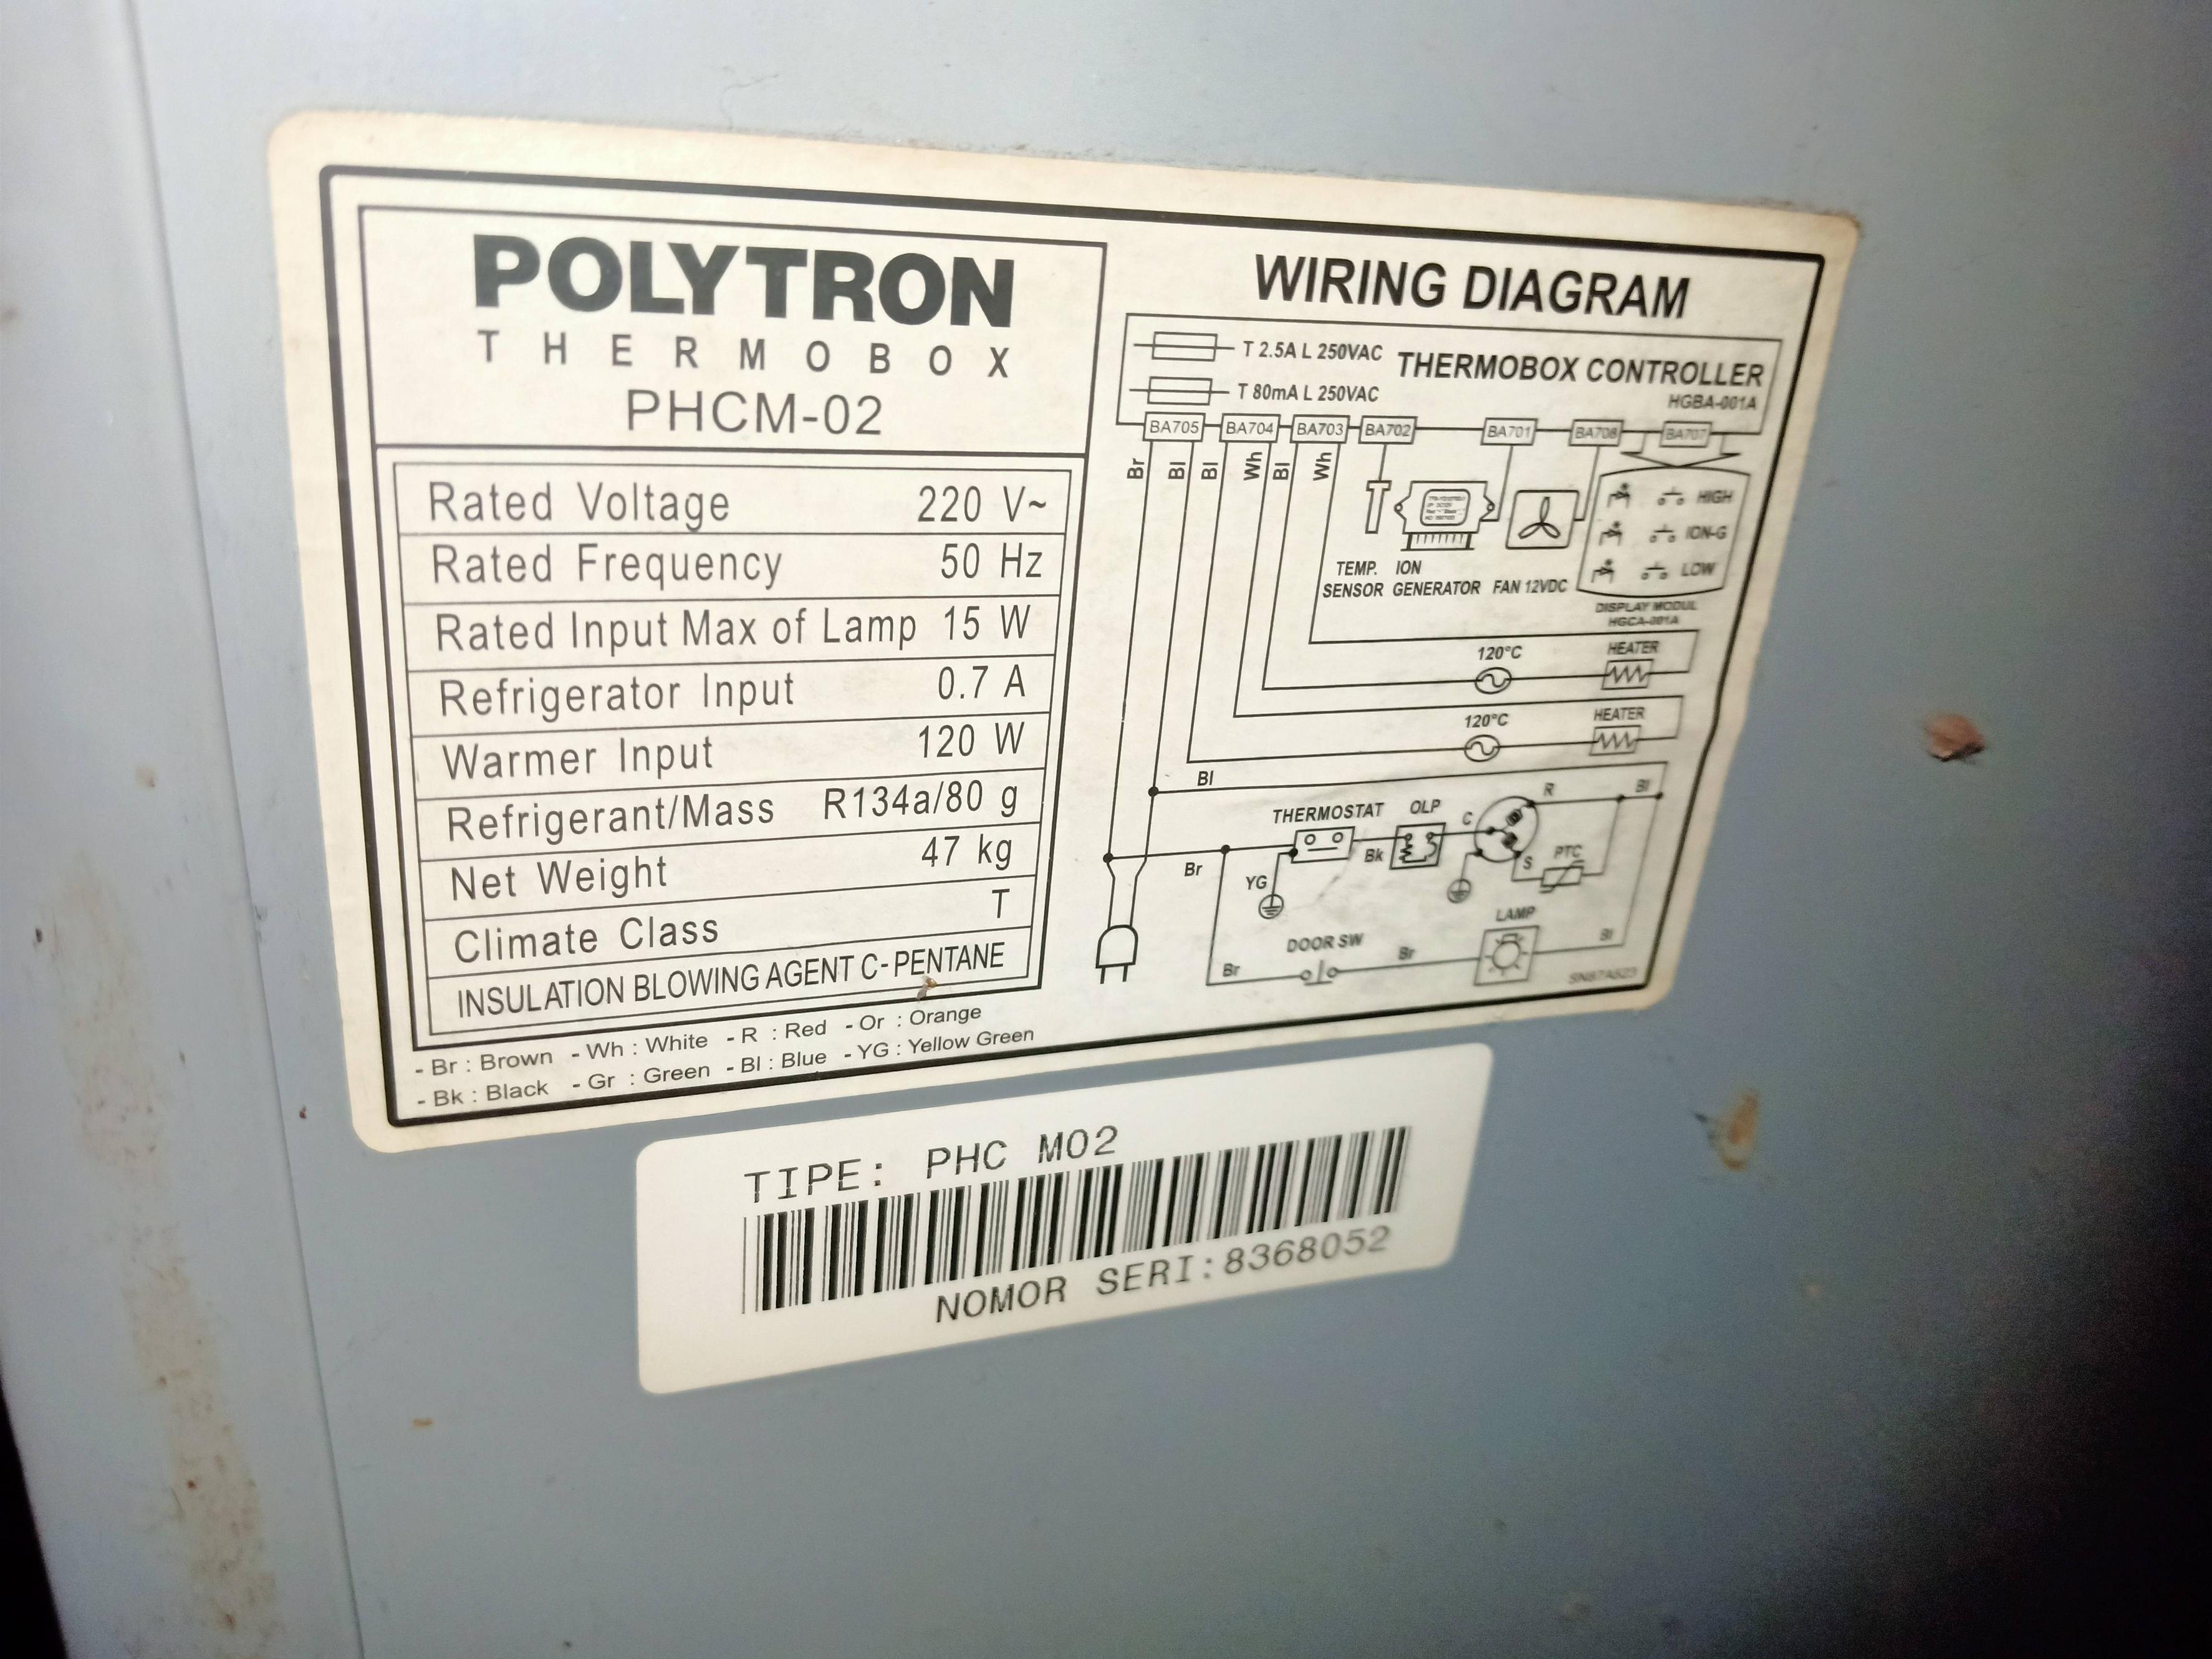 POLYTRON
THERMOBOX
PHCM-02
Rated Voltage 220 V~
Rated Frequency 50 Hz
Rated Input Max of Lamp 15 W
Refrigerator Input 0.7 A
Warmer Input 120 W
Refrigerant/Mass R134a/80 g
Net Weight 47 kg
Climate Class T
INSULATION BLOWING AGENT C-PENTANE
- Br : Brown - Wh : White - R : Red - Or : Orange
- Bk : Black - Gr : Green - Bl : Blue - YG : Yellow Green
WIRING DIAGRAM
T 2.5A L 250VAC
THERMOBOX CONTROLLER
T 80mA L 250VAC
HGBA-001A
BA705 BA704 BA703 BA702 BA701 BA708 BA707
Br Bl Bl Wh Bl Wh
HIGH
ION-G
LOW
TEMP. SENSOR
ION GENERATOR
FAN 12VDC
DISPLAY MODUL
HGCA-001A
120°C HEATER
120°C HEATER
Bl
THERMOSTAT OLP C R Bl
Br Bk S PTC
YG
LAMP
DOOR SW
Br Br Bl
SN87A523
TIPE: PHC M02
NOMOR SERI:8368052